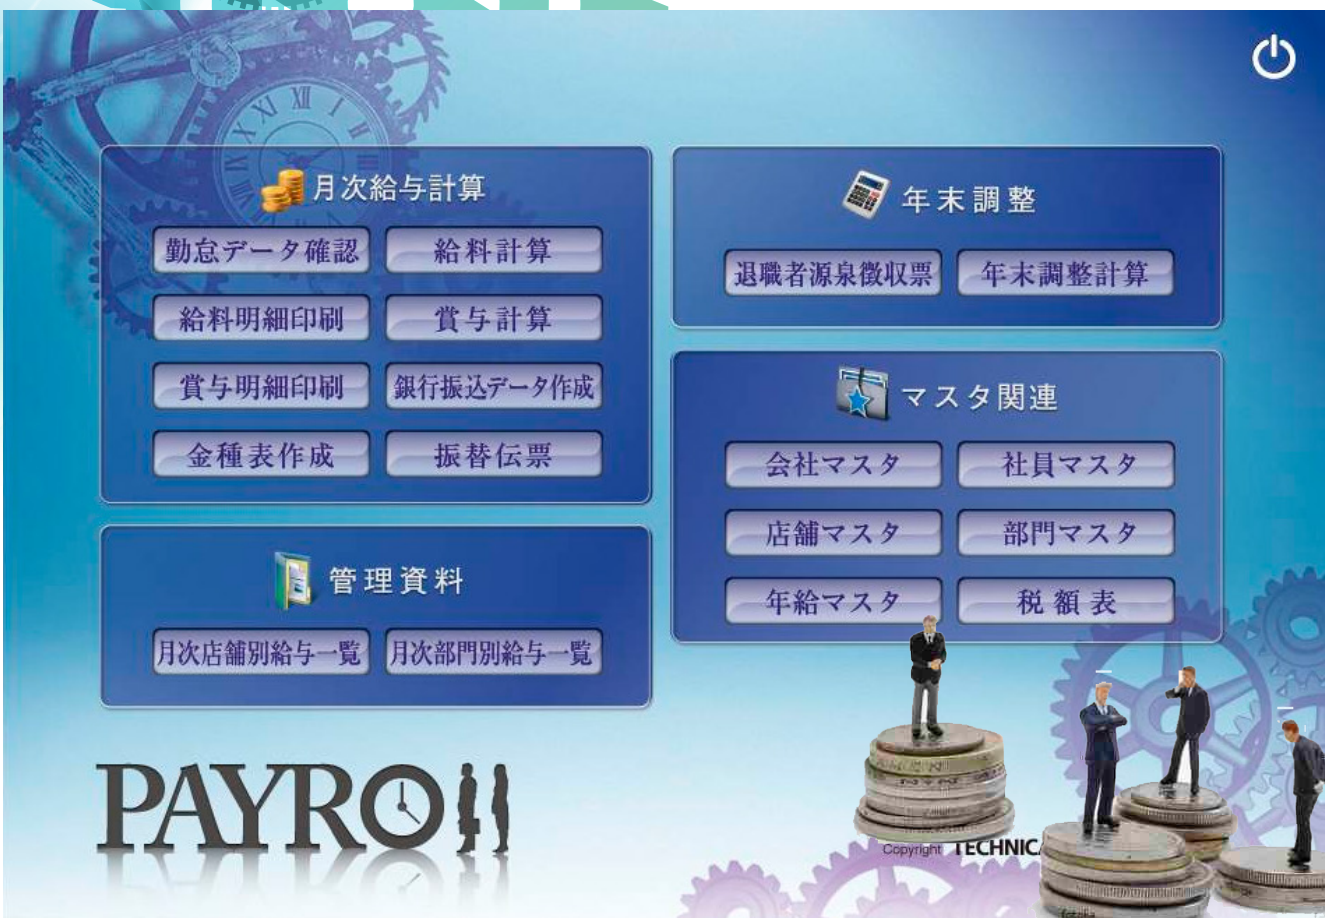 月次給与計算
勤怠データ確認
給料計算
給料明細印刷
賞与計算
賞与明細印刷
銀行振込データ作成
金種表作成
振替伝票
管理資料
月次店舗別給与一覧
月次部門別給与一覧
年末調整
退職者源泉徴収票
年末調整計算
マスタ関連
会社マスタ
社員マスタ
店舗マスタ
部門マスタ
年給マスタ
税額表
XI XII I II III
PAYROll
Copyright TECHNICA